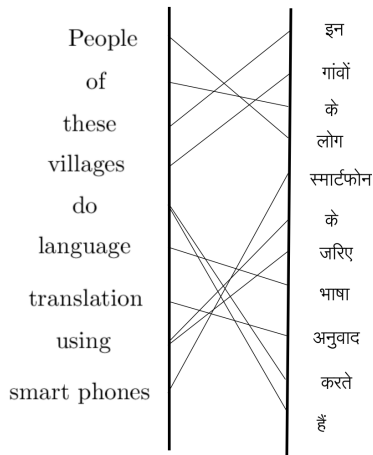 People
of
these
villages
do
language
translation
using
smart phones
इन
गांवों
के
लोग
स्मार्टफोन
के
जरिए
भाषा
अनुवाद
करते
हैं